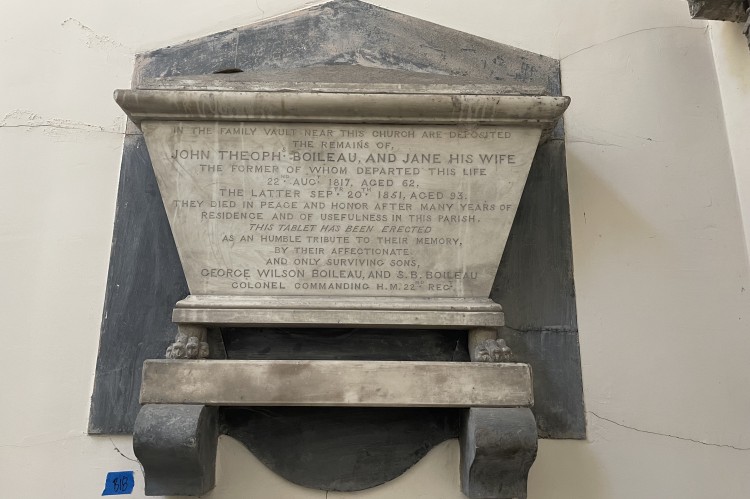 IN THE FAMILY VAULT NEAR THIS CHURCH ARE DEPOSITED
THE REMAINS OF,
JOHN THEOPHS. BOILEAU, AND JANE HIS WIFE
THE FORMER OF WHOM DEPARTED THIS LIFE
22ND. AUGT. 1817, AGED 62,
THE LATTER SEPR. 20TH. 1851, AGED 93.
THEY DIED IN PEACE AND HONOR AFTER MANY YEARS OF
RESIDENCE AND OF USEFULNESS IN THIS PARISH.
THIS TABLET HAS BEEN ERECTED
AS AN HUMBLE TRIBUTE TO THEIR MEMORY,
BY THEIR AFFECTIONATE
AND ONLY SURVIVING SONS,
GEORGE WILSON BOILEAU, AND S.B. BOILEAU
COLONEL COMMANDING H.M. 22ND. REGT.